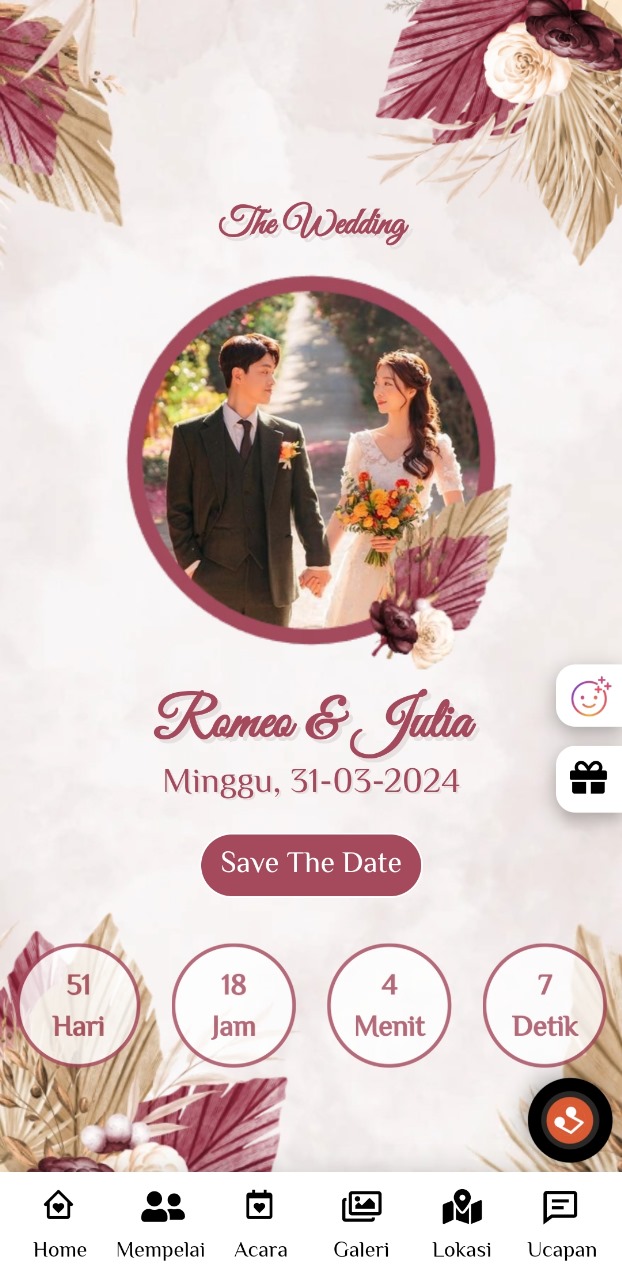 The Wedding
Romeo & Julia
Minggu, 31-03-2024
Save The Date
51 18 4 7
Hari Jam Menit Detik
Home Mempelai Acara Galeri Lokasi Ucapan